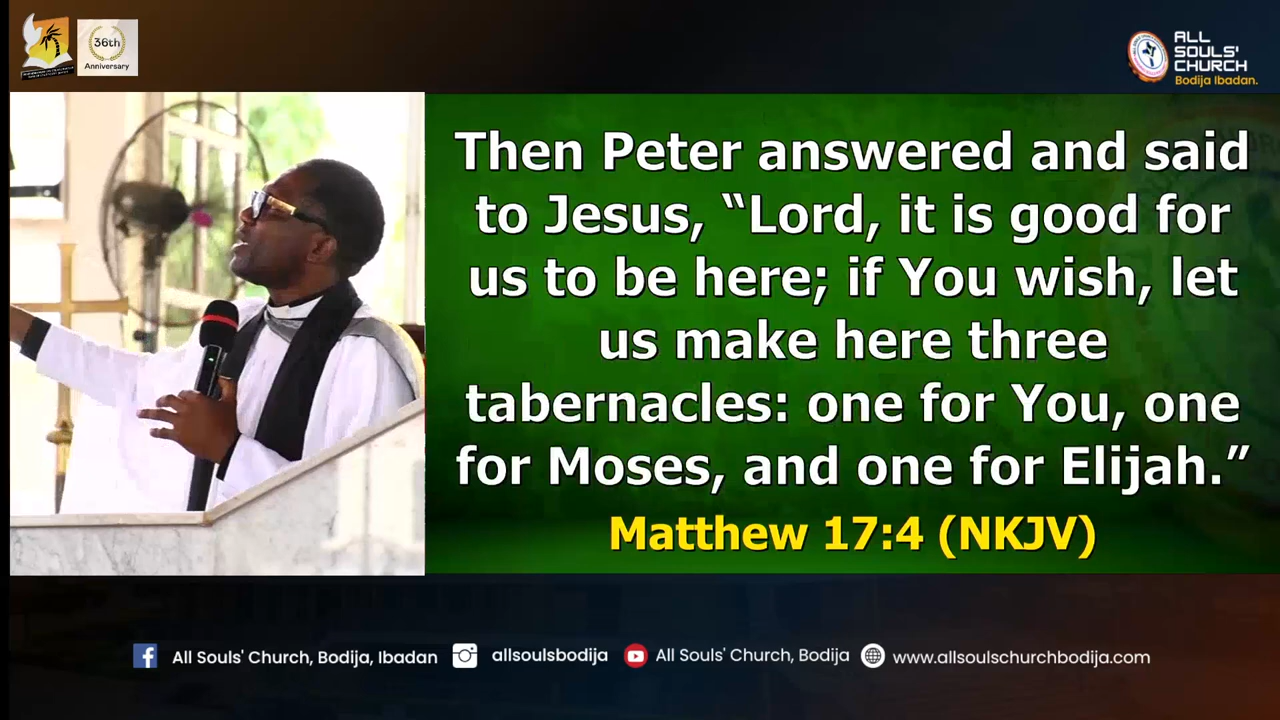 36th
Anniversary
ALL
SOULS'
CHURCH
Bodija Ibadan.
Then Peter answered and said
to Jesus, “Lord, it is good for
us to be here; if You wish, let
us make here three
tabernacles: one for You, one
for Moses, and one for Elijah.”
Matthew 17:4 (NKJV)
All Souls' Church, Bodija, Ibadan allsoulsbodija All Souls' Church, Bodija www.allsoulschurchbodija.com